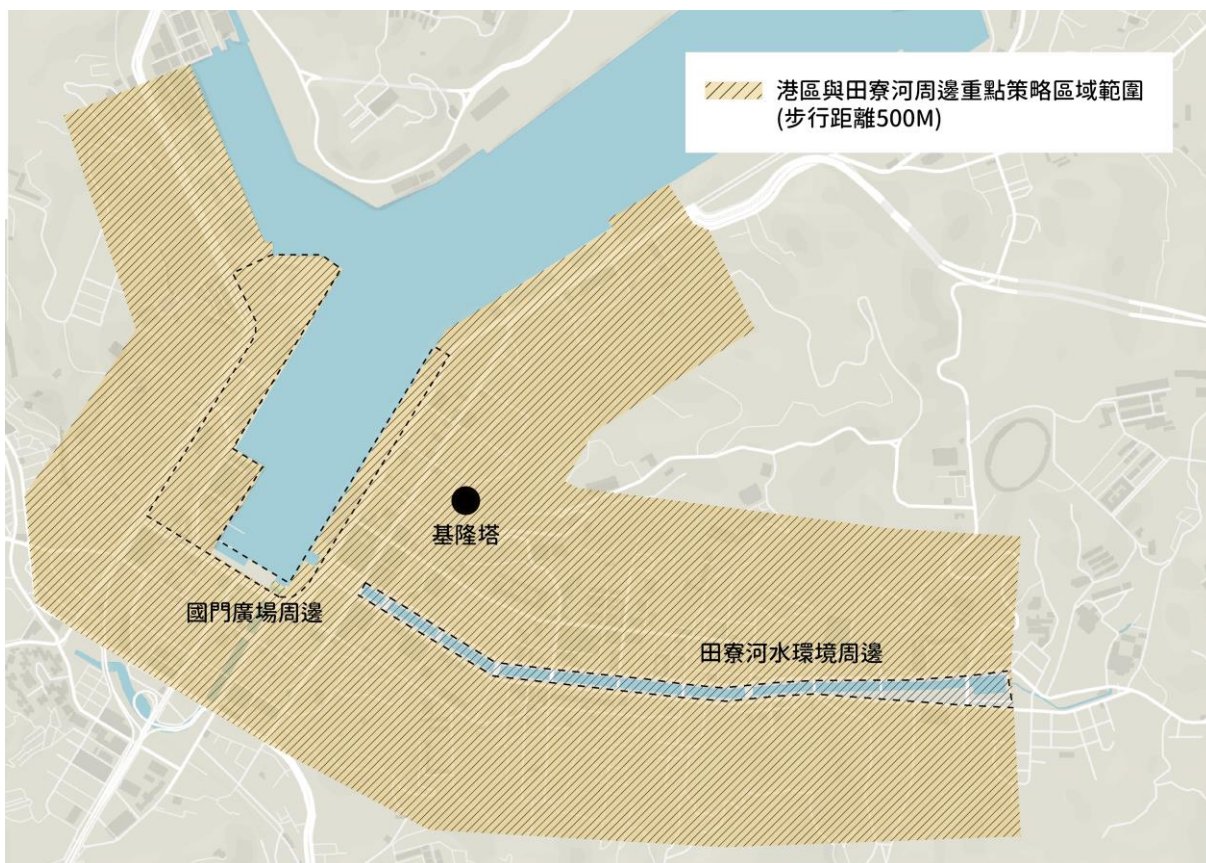 港區與田寮河周邊重點策略區域範圍
(步行距離500M)
基隆塔
國門廣場周邊
田寮河水環境周邊